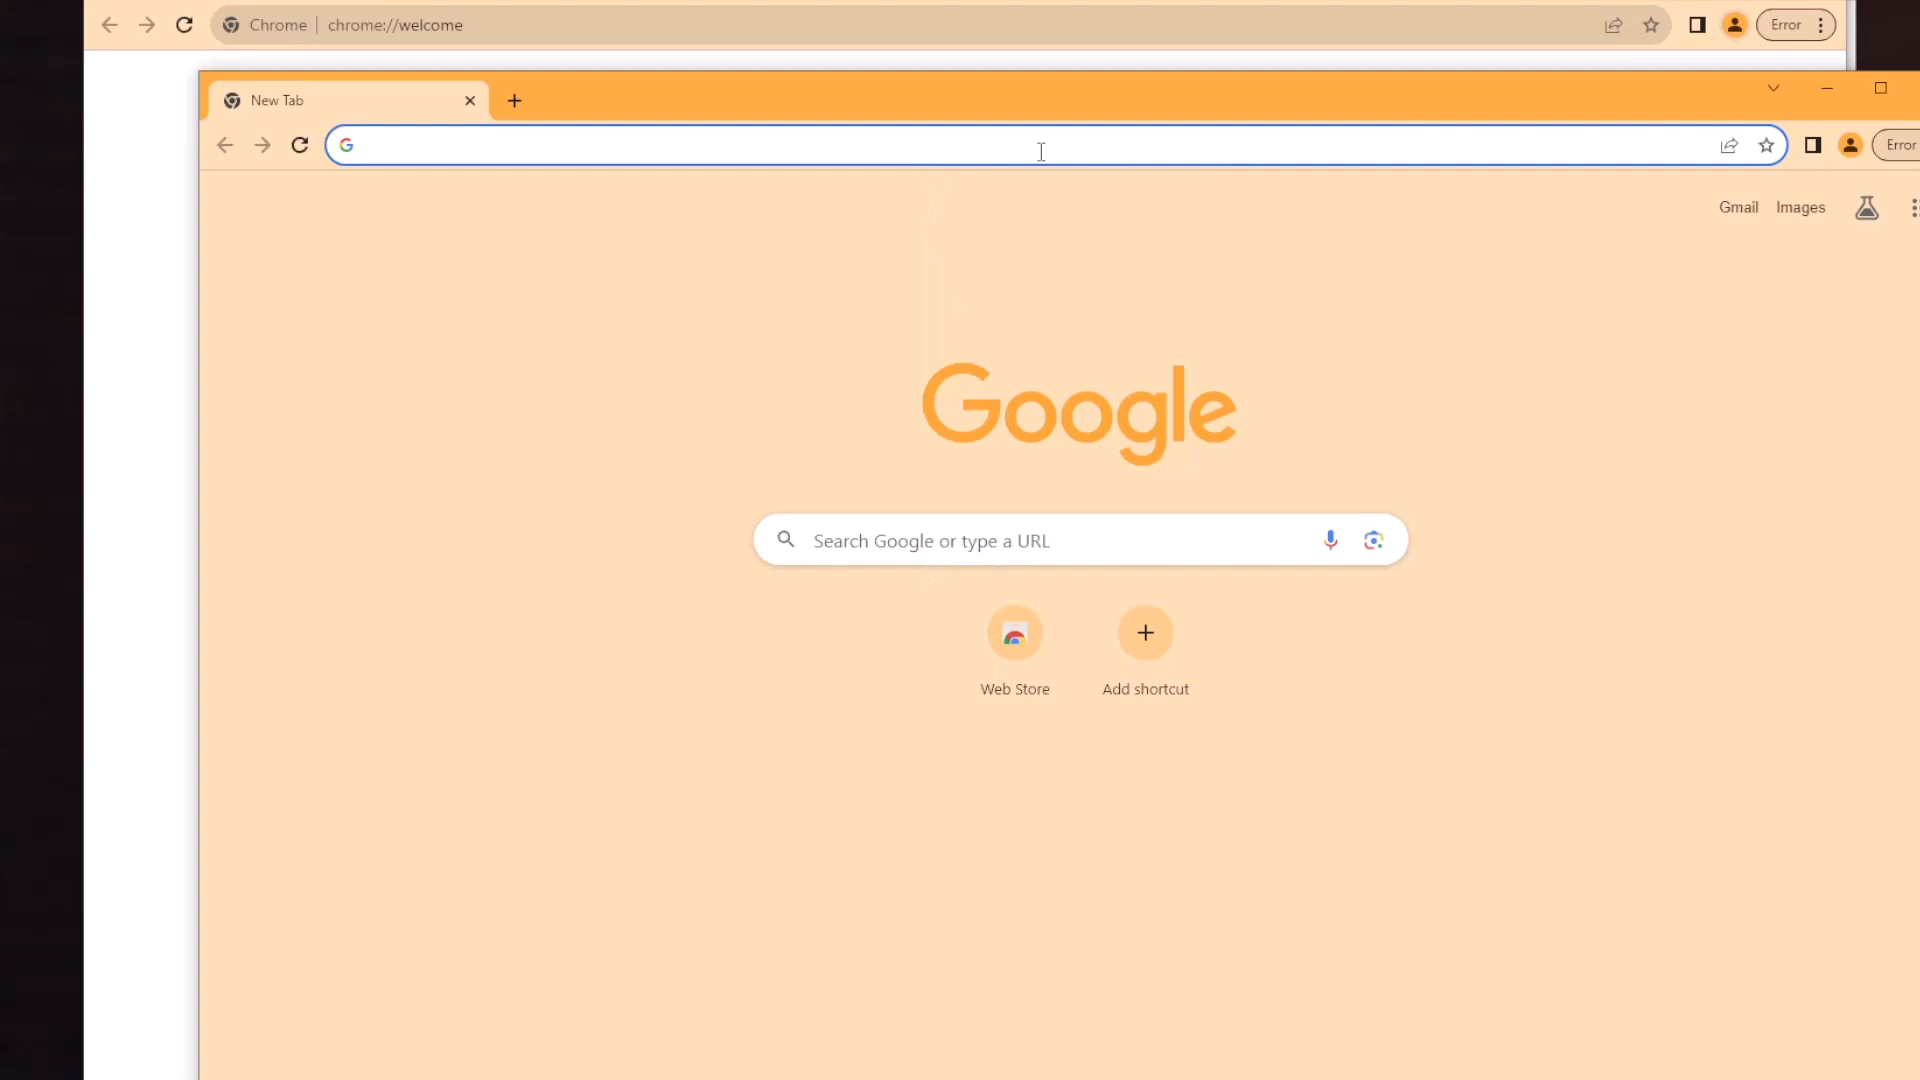 Chrome | chrome://welcome Error
New Tab
Error
Gmail Images
Google
Search Google or type a URL
Web Store Add shortcut